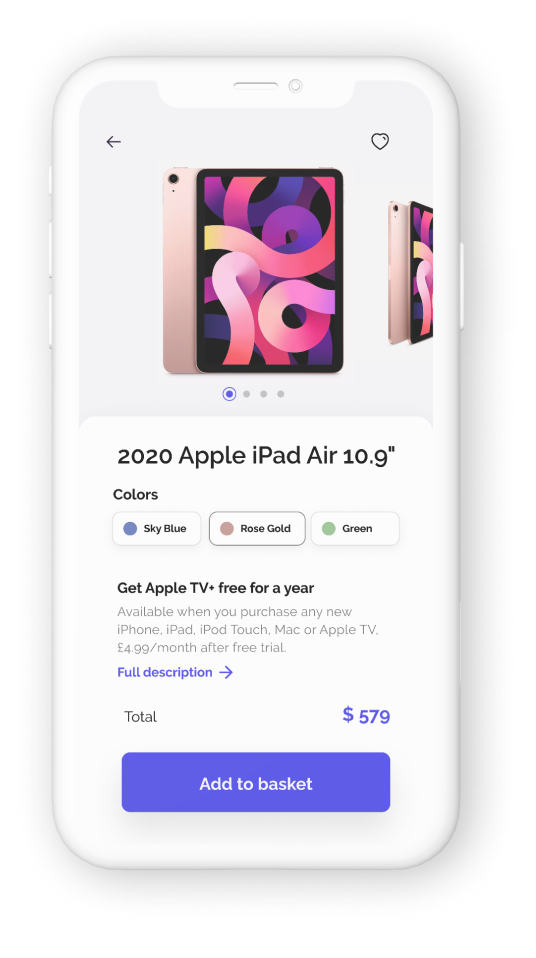 2020 Apple iPad Air 10.9"
Colors
Sky Blue
Rose Gold
Green
Get Apple TV+ free for a year
Available when you purchase any new
iPhone, iPad, iPod Touch, Mac or Apple TV,
£4.99/month after free trial.
Full description
Total
$ 579
Add to basket